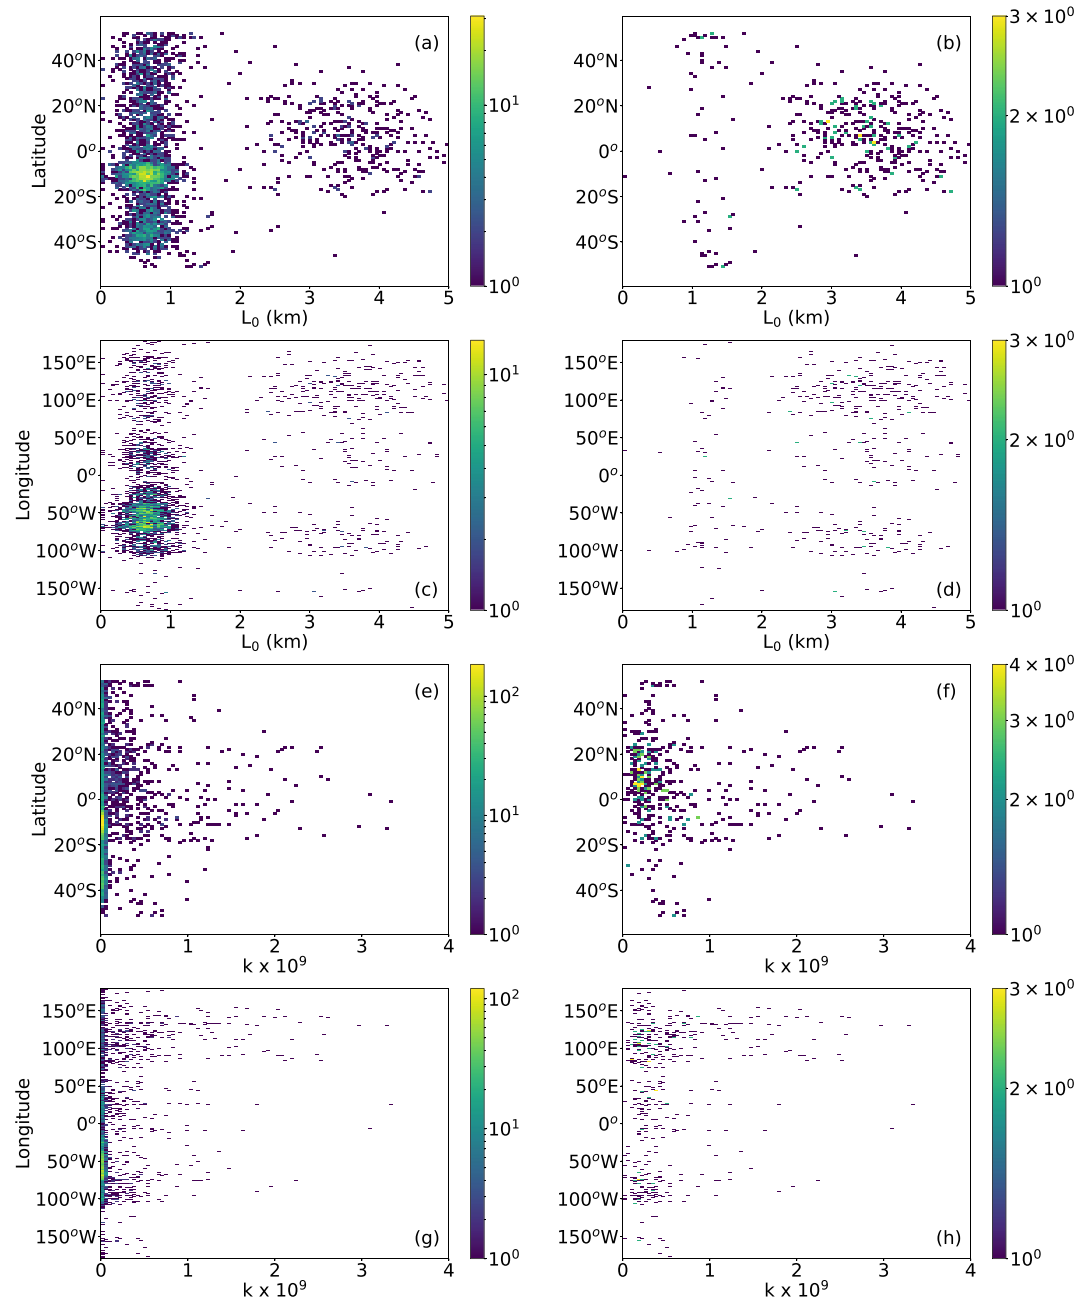 (a)
Latitude
40°N
20°N
0°
20°S
40°S
0 1 2 3 4 5
L₀ (km)
10¹
10⁰
(b)
40°N
20°N
0°
20°S
40°S
0 1 2 3 4 5
L₀ (km)
3 × 10⁰
2 × 10⁰
10⁰
(c)
Longitude
150°E
100°E
50°E
0°
50°W
100°W
150°W
0 1 2 3 4 5
L₀ (km)
10¹
10⁰
(d)
150°E
100°E
50°E
0°
50°W
100°W
150°W
0 1 2 3 4 5
L₀ (km)
3 × 10⁰
2 × 10⁰
10⁰
(e)
Latitude
40°N
20°N
0°
20°S
40°S
0 1 2 3 4
k x 10⁹
10²
10¹
10⁰
(f)
40°N
20°N
0°
20°S
40°S
0 1 2 3 4
k x 10⁹
4 × 10⁰
3 × 10⁰
2 × 10⁰
10⁰
(g)
Longitude
150°E
100°E
50°E
0°
50°W
100°W
150°W
0 1 2 3 4
k x 10⁹
10²
10¹
10⁰
(h)
150°E
100°E
50°E
0°
50°W
100°W
150°W
0 1 2 3 4
k x 10⁹
3 × 10⁰
2 × 10⁰
10⁰